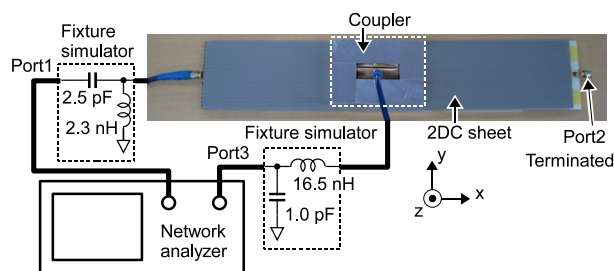 Fixture
simulator
Port1
2.5 pF
2.3 nH
Coupler
Fixture simulator
Port3
16.5 nH
1.0 pF
Network
analyzer
2DC sheet
Port2
Terminated
y
x
z